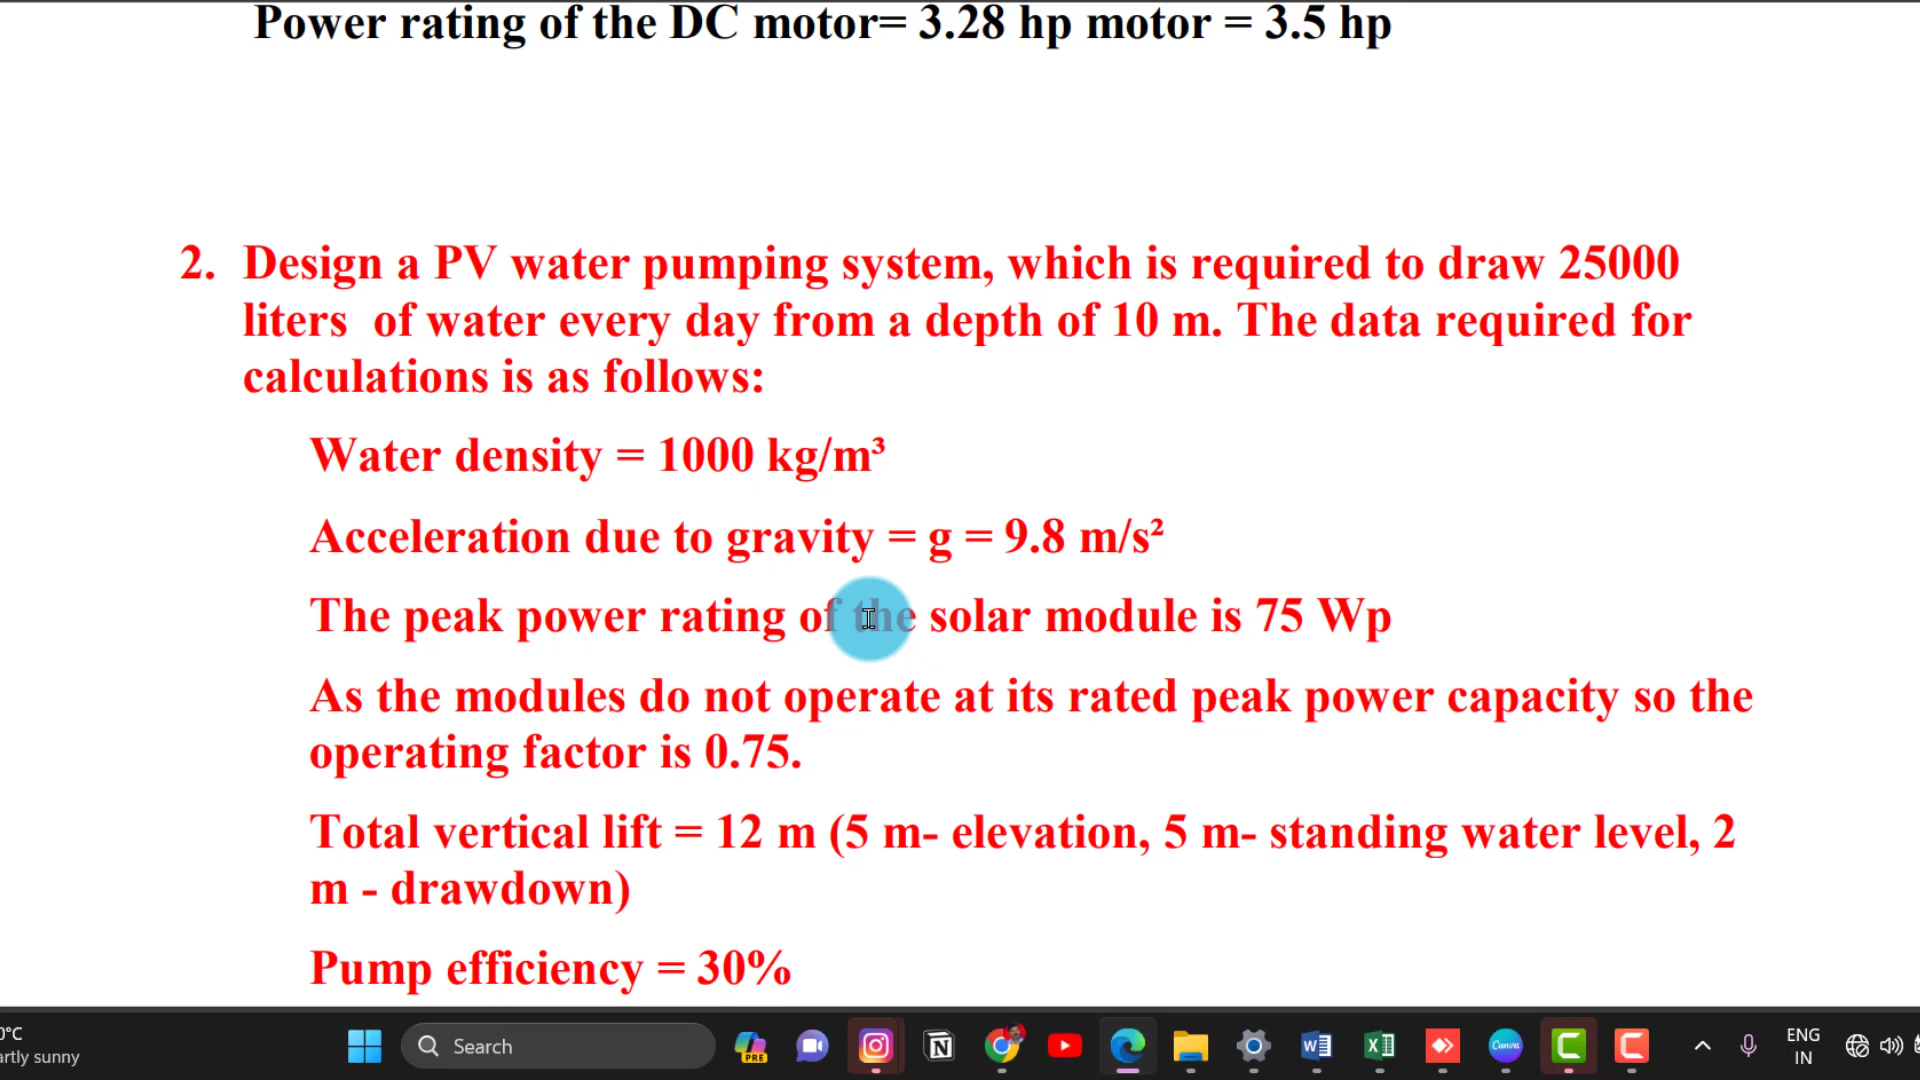 Power rating of the DC motor= 3.28 hp motor = 3.5 hp
2. Design a PV water pumping system, which is required to draw 25000
liters of water every day from a depth of 10 m. The data required for
calculations is as follows:
Water density = 1000 kg/m³
Acceleration due to gravity = g = 9.8 m/s²
The peak power rating of the solar module is 75 Wp
As the modules do not operate at its rated peak power capacity so the
operating factor is 0.75.
Total vertical lift = 12 m (5 m- elevation, 5 m- standing water level, 2
m - drawdown)
Pump efficiency = 30%
0°C
artly sunny
Search
PRE
Canva
ENG
IN